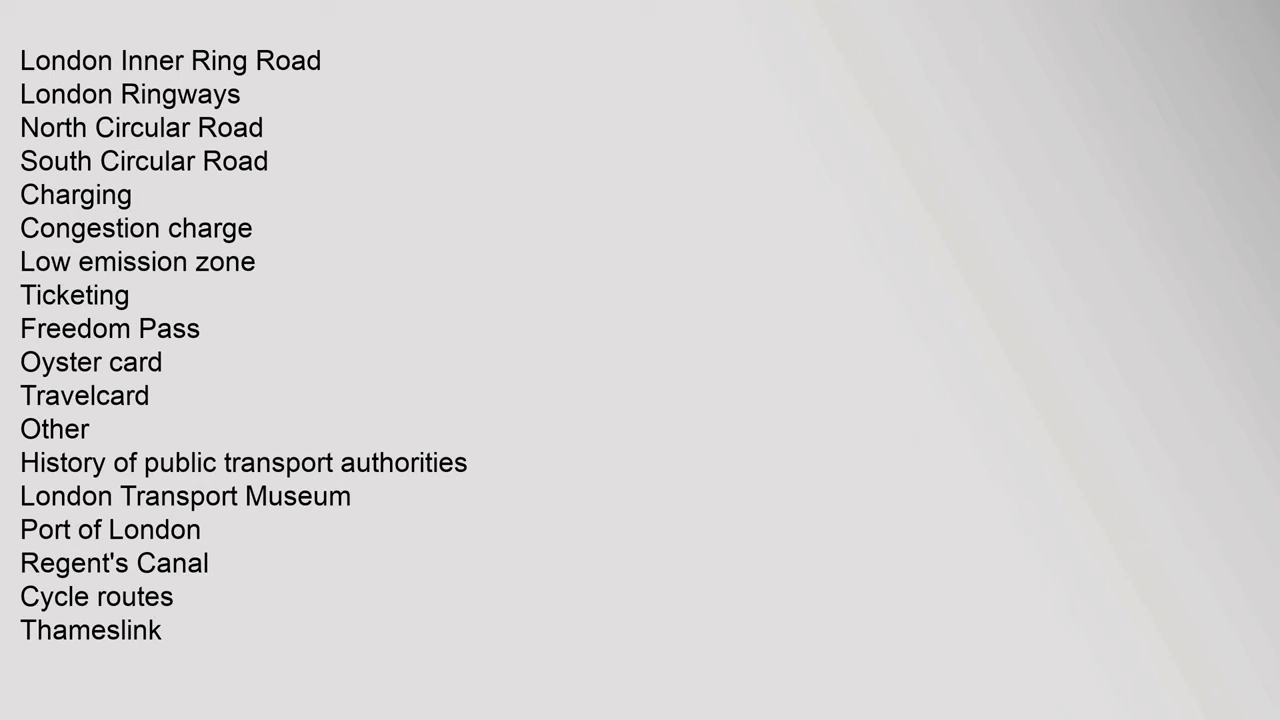 London Inner Ring Road
London Ringways
North Circular Road
South Circular Road
Charging
Congestion charge
Low emission zone
Ticketing
Freedom Pass
Oyster card
Travelcard
Other
History of public transport authorities
London Transport Museum
Port of London
Regent's Canal
Cycle routes
Thameslink